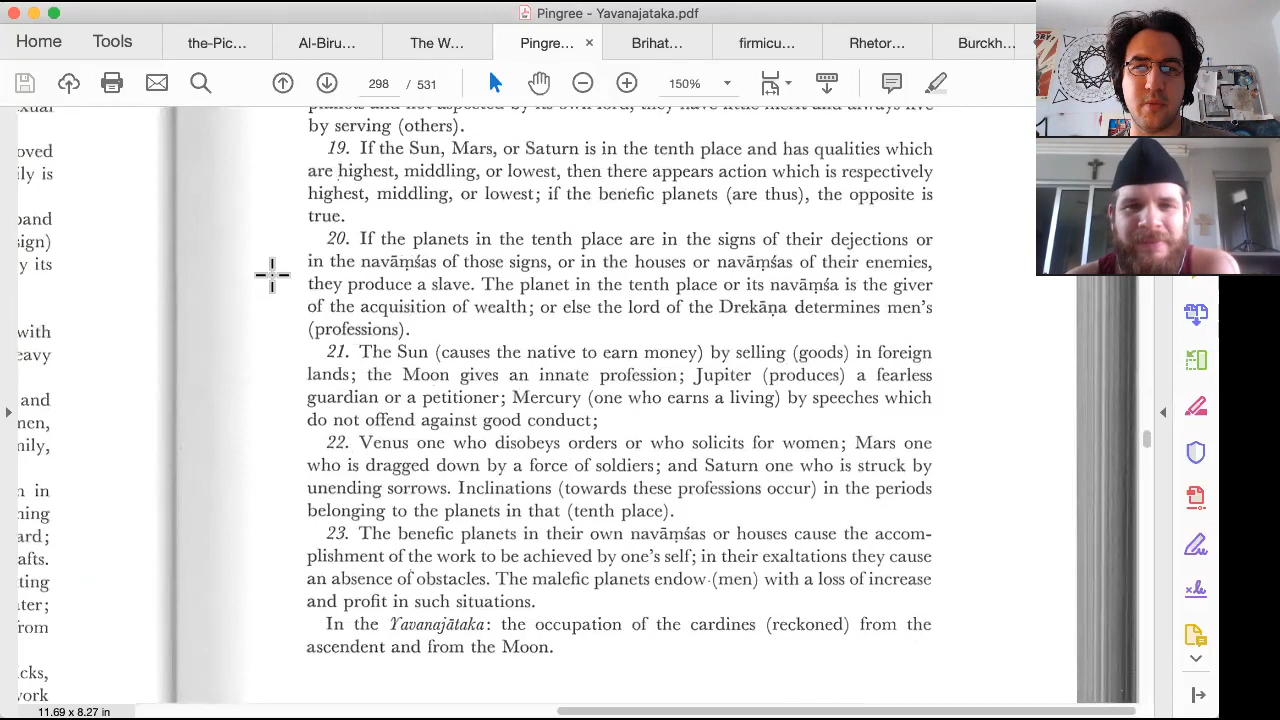 Pingree - Yavanajataka.pdf
Home
Tools
the-Pic...
Al-Biru...
The W...
Pingree...
×
Brihat...
firmicu...
Rhetor...
Burckh
298 / 531
150%
by serving (others).
19. If the Sun, Mars, or Saturn is in the tenth place and has qualities which
are highest, middling, or lowest, then there appears action which is respectively
highest, middling, or lowest; if the benefic planets (are thus), the opposite is
true.
20. If the planets in the tenth place are in the signs of their dejections or
in the navāṃśas of those signs, or in the houses or navāṃśas of their enemies,
they produce a slave. The planet in the tenth place or its navāṃśa is the giver
of the acquisition of wealth; or else the lord of the Drekāṇa determines men's
(professions).
21. The Sun (causes the native to earn money) by selling (goods) in foreign
lands; the Moon gives an innate profession; Jupiter (produces) a fearless
guardian or a petitioner; Mercury (one who earns a living) by speeches which
do not offend against good conduct;
22. Venus one who disobeys orders or who solicits for women; Mars one
who is dragged down by a force of soldiers; and Saturn one who is struck by
unending sorrows. Inclinations (towards these professions occur) in the periods
belonging to the planets in that (tenth place).
23. The benefic planets in their own navāṃśas or houses cause the accom-
plishment of the work to be achieved by one's self; in their exaltations they cause
an absence of obstacles. The malefic planets endow (men) with a loss of increase
and profit in such situations.
In the Yavanajātaka: the occupation of the cardines (reckoned) from the
ascendent and from the Moon.
11.69 x 8.27 in